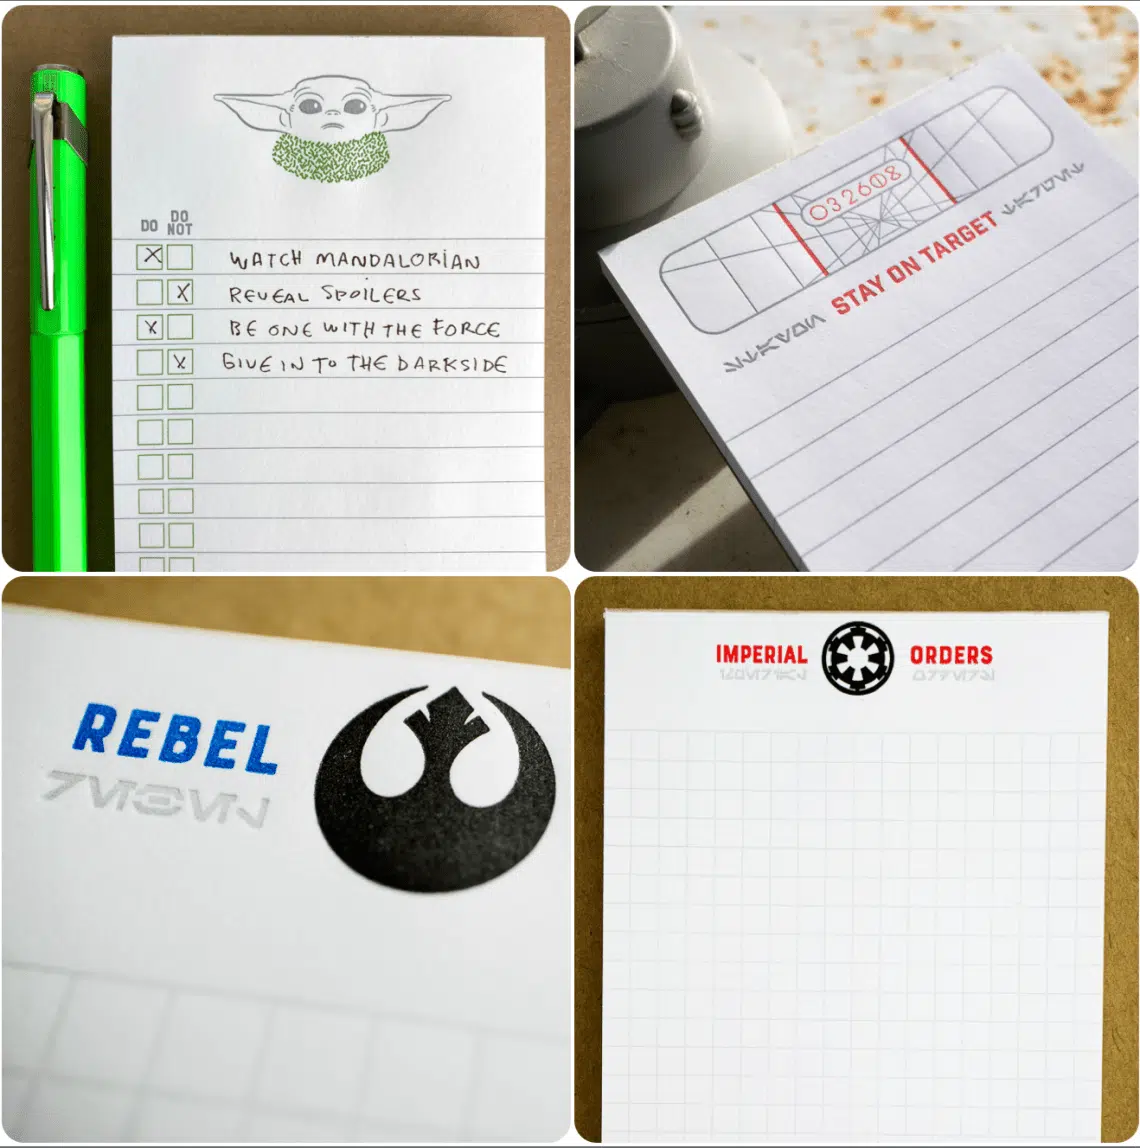 DO
DO
NOT
WATCH MANDALORIAN
REVEAL SPOILERS
BE ONE WITH THE FORCE
GIVE IN TO THE DARKSIDE
032608
STAY ON TARGET
REBEL
IMPERIAL ORDERS